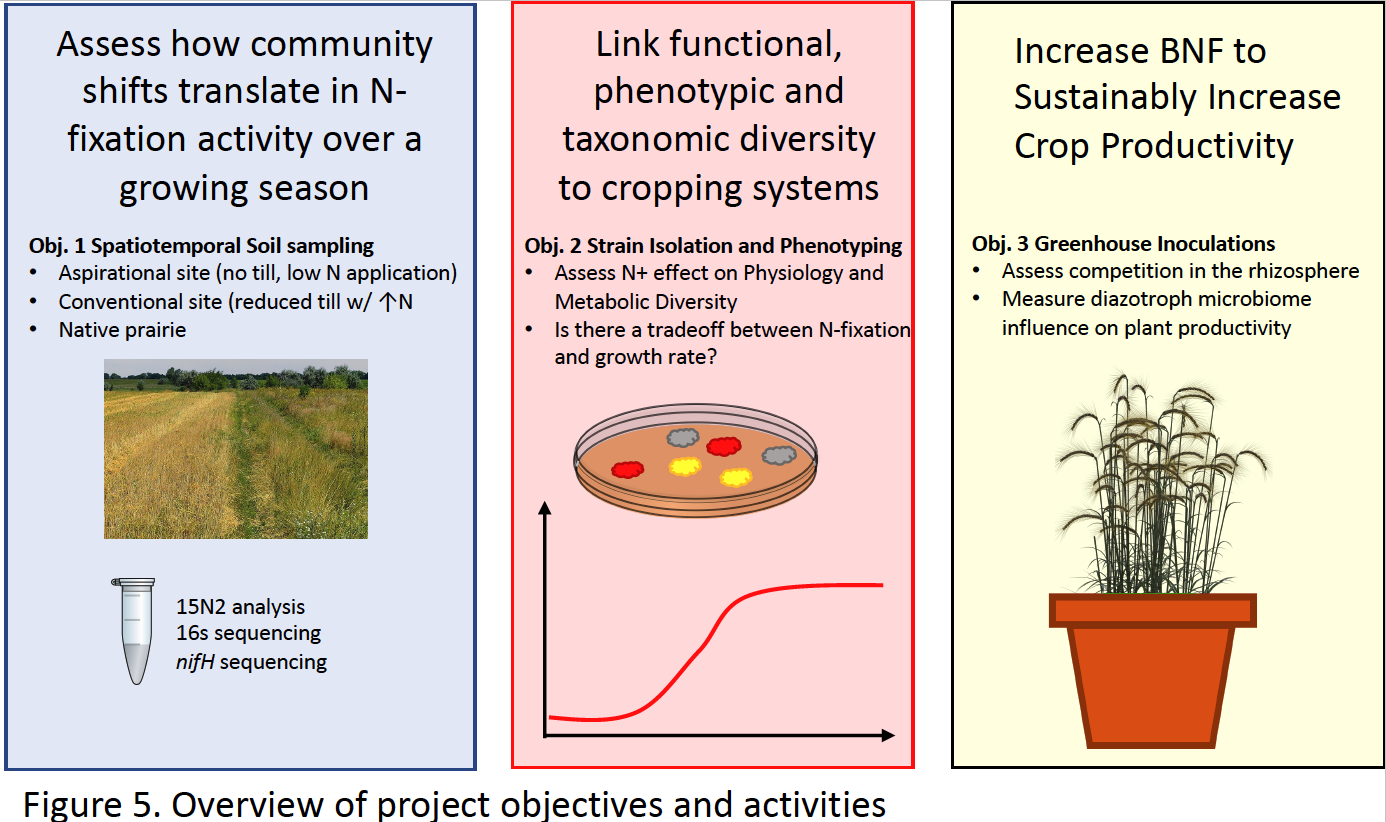 Assess how community
shifts translate in N-
fixation activity over a
growing season
Obj. 1 Spatiotemporal Soil sampling
• Aspirational site (no till, low N application)
• Conventional site (reduced till w/ ↑N
• Native prairie
15N2 analysis
16s sequencing
nifH sequencing
Link functional,
phenotypic and
taxonomic diversity
to cropping systems
Obj. 2 Strain Isolation and Phenotyping
• Assess N+ effect on Physiology and
Metabolic Diversity
• Is there a tradeoff between N-fixation
and growth rate?
Increase BNF to
Sustainably Increase
Crop Productivity
Obj. 3 Greenhouse Inoculations
• Assess competition in the rhizosphere
• Measure diazotroph microbiome
influence on plant productivity
Figure 5. Overview of project objectives and activities